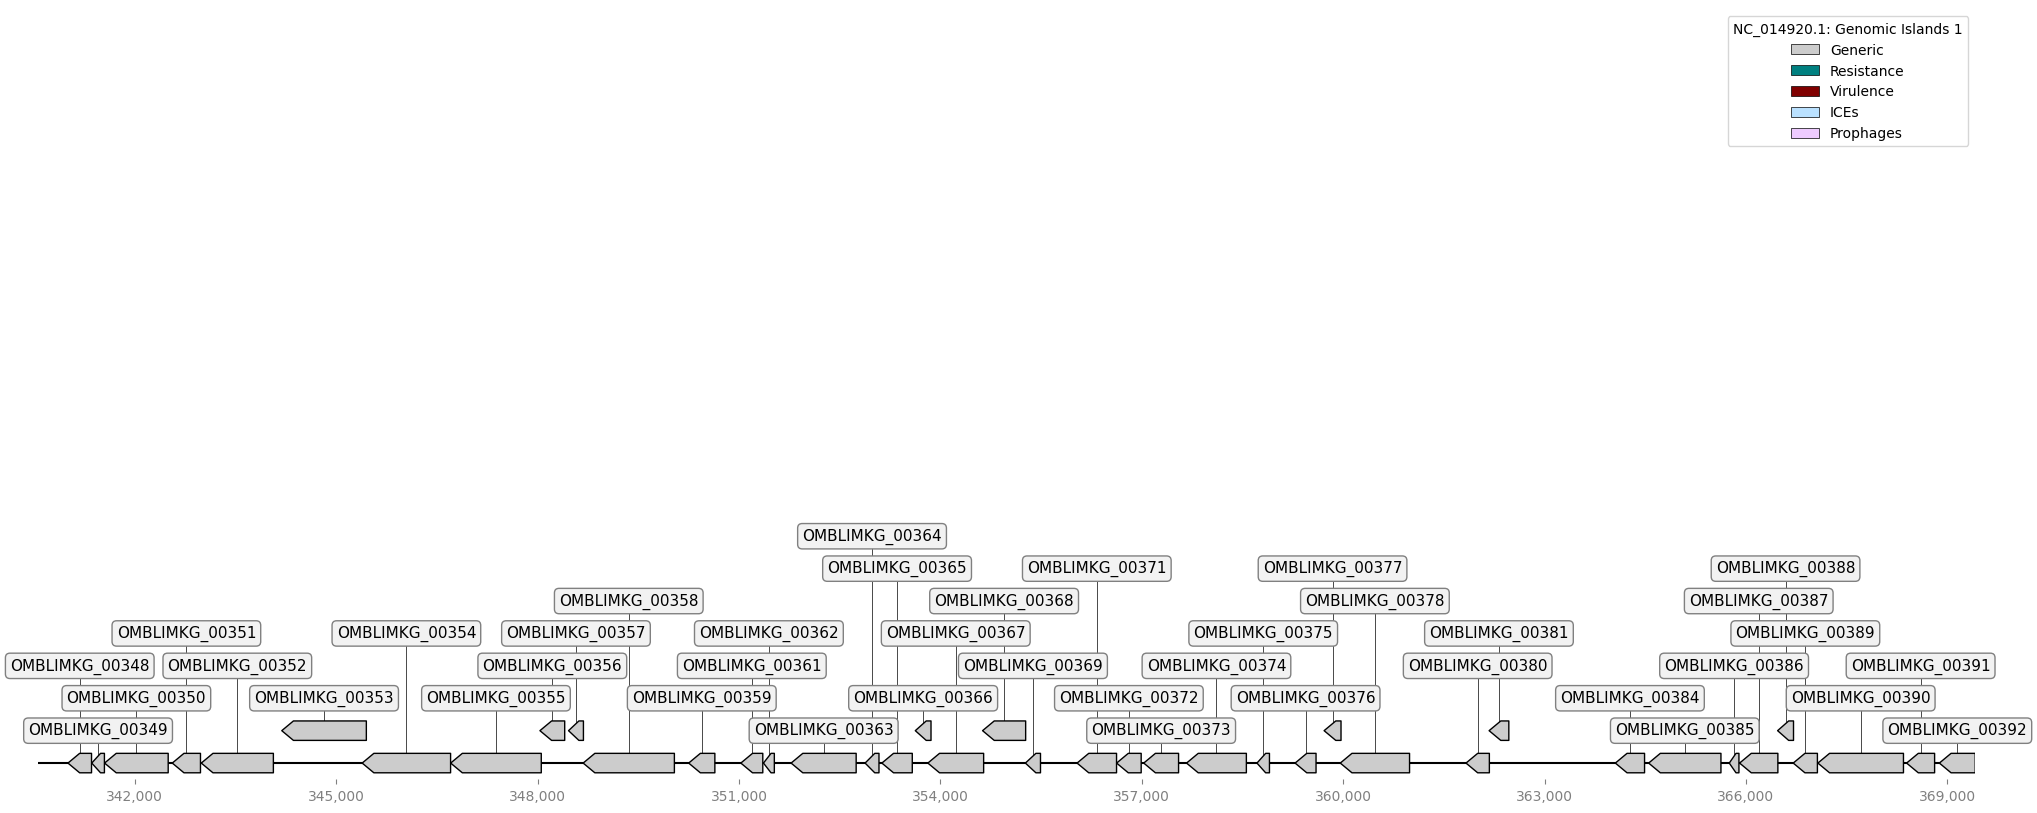 NC_014920.1: Genomic Islands 1
Generic
Resistance
Virulence
ICEs
Prophages
OMBLIMKG_00364
OMBLIMKG_00365
OMBLIMKG_00371
OMBLIMKG_00377
OMBLIMKG_00388
OMBLIMKG_00358
OMBLIMKG_00368
OMBLIMKG_00378
OMBLIMKG_00387
OMBLIMKG_00351
OMBLIMKG_00354
OMBLIMKG_00357
OMBLIMKG_00362
OMBLIMKG_00367
OMBLIMKG_00375
OMBLIMKG_00381
OMBLIMKG_00389
OMBLIMKG_00348
OMBLIMKG_00352
OMBLIMKG_00356
OMBLIMKG_00361
OMBLIMKG_00369
OMBLIMKG_00374
OMBLIMKG_00380
OMBLIMKG_00386
OMBLIMKG_00391
OMBLIMKG_00350
OMBLIMKG_00353
OMBLIMKG_00355
OMBLIMKG_00359
OMBLIMKG_00366
OMBLIMKG_00372
OMBLIMKG_00376
OMBLIMKG_00384
OMBLIMKG_00390
OMBLIMKG_00349
OMBLIMKG_00363
OMBLIMKG_00373
OMBLIMKG_00385
OMBLIMKG_00392
342,000
345,000
348,000
351,000
354,000
357,000
360,000
363,000
366,000
369,000